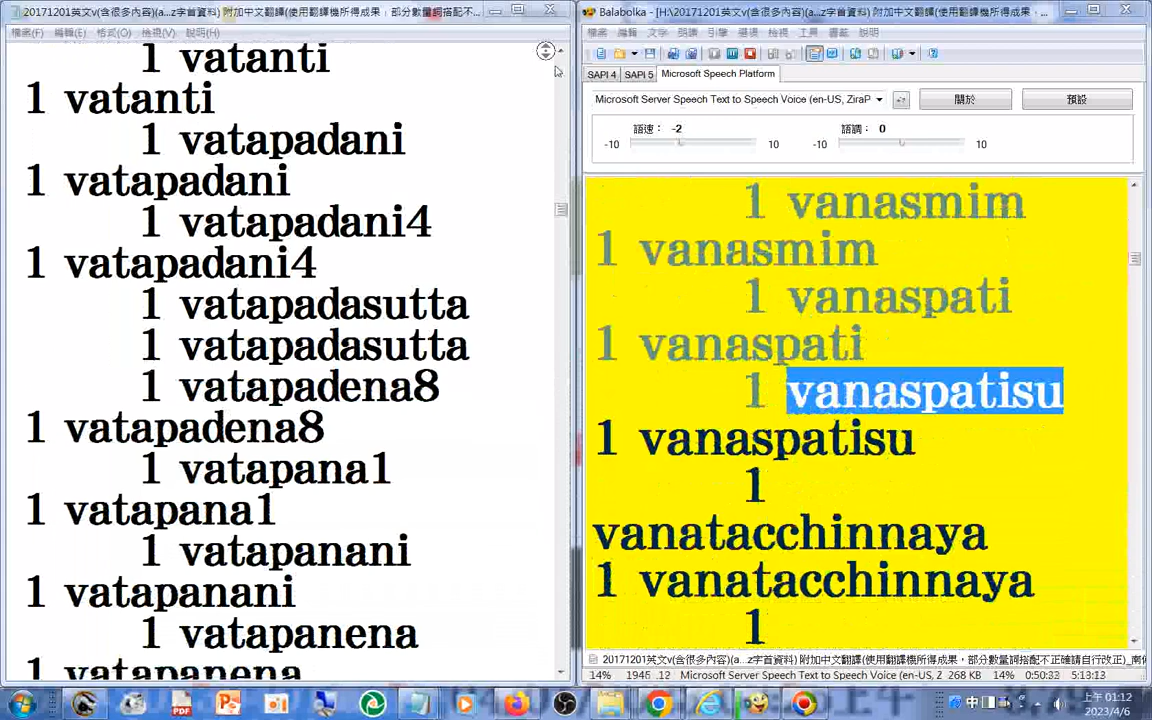 20171201英文v(含很多內容)(a...z字首資料) 附加中文翻譯(使用翻譯機所得成果，部分數量詞搭配不...
檔案(F) 編輯(E) 格式(O) 檢視(V) 說明(H)
1 vatanti
1 vatanti
1 vatapadani
1 vatapadani
1 vatapadani4
1 vatapadani4
1 vatapadasutta
1 vatapadasutta
1 vatapadena8
1 vatapadena8
1 vatapana1
1 vatapana1
1 vatapanani
1 vatapanani
1 vatapanena
1 vatapanena
Balabolka - [H:\20171201英文v(含很多內容)(a...z字首資料) 附加中文翻譯(使用翻譯機所得成果，...
檔案 編輯 文字 朗讀 引擎 選項 檢視 工具 書籤 說明
SAPI 4 SAPI 5 Microsoft Speech Platform
Microsoft Server Speech Text to Speech Voice (en-US, ZiraP
關於
預設
語速： -2
語調： 0
-10 10 -10 10
1 vanasmim
1 vanasmim
1 vanaspati
1 vanaspati
1 vanaspatisu
1 vanaspatisu
1
vanatacchinnaya
1 vanatacchinnaya
1
20171201英文v(含很多內容)(a...z字首資料) 附加中文翻譯(使用翻譯機所得成果，部分數量詞搭配不正確請自行改正)_南
14% 1946 .12 Microsoft Server Speech Text to Speech Voice (en-US, Z 268 KB 14% 0:50:33 5:18:13
中
上午 01:12
2023/4/6